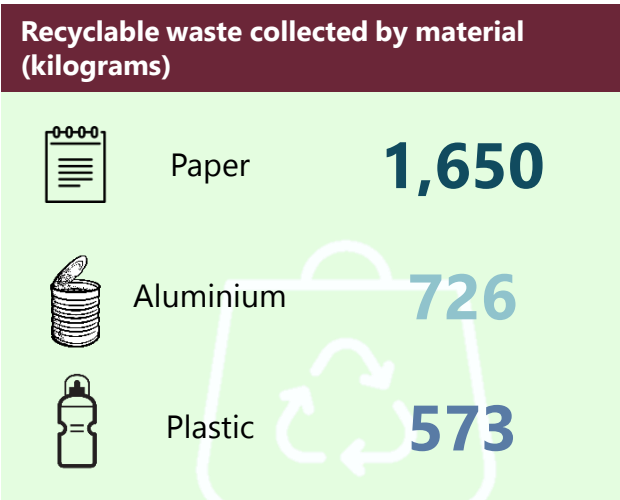 Recyclable waste collected by material
(kilograms)
Paper 1,650
Aluminium 726
Plastic 573